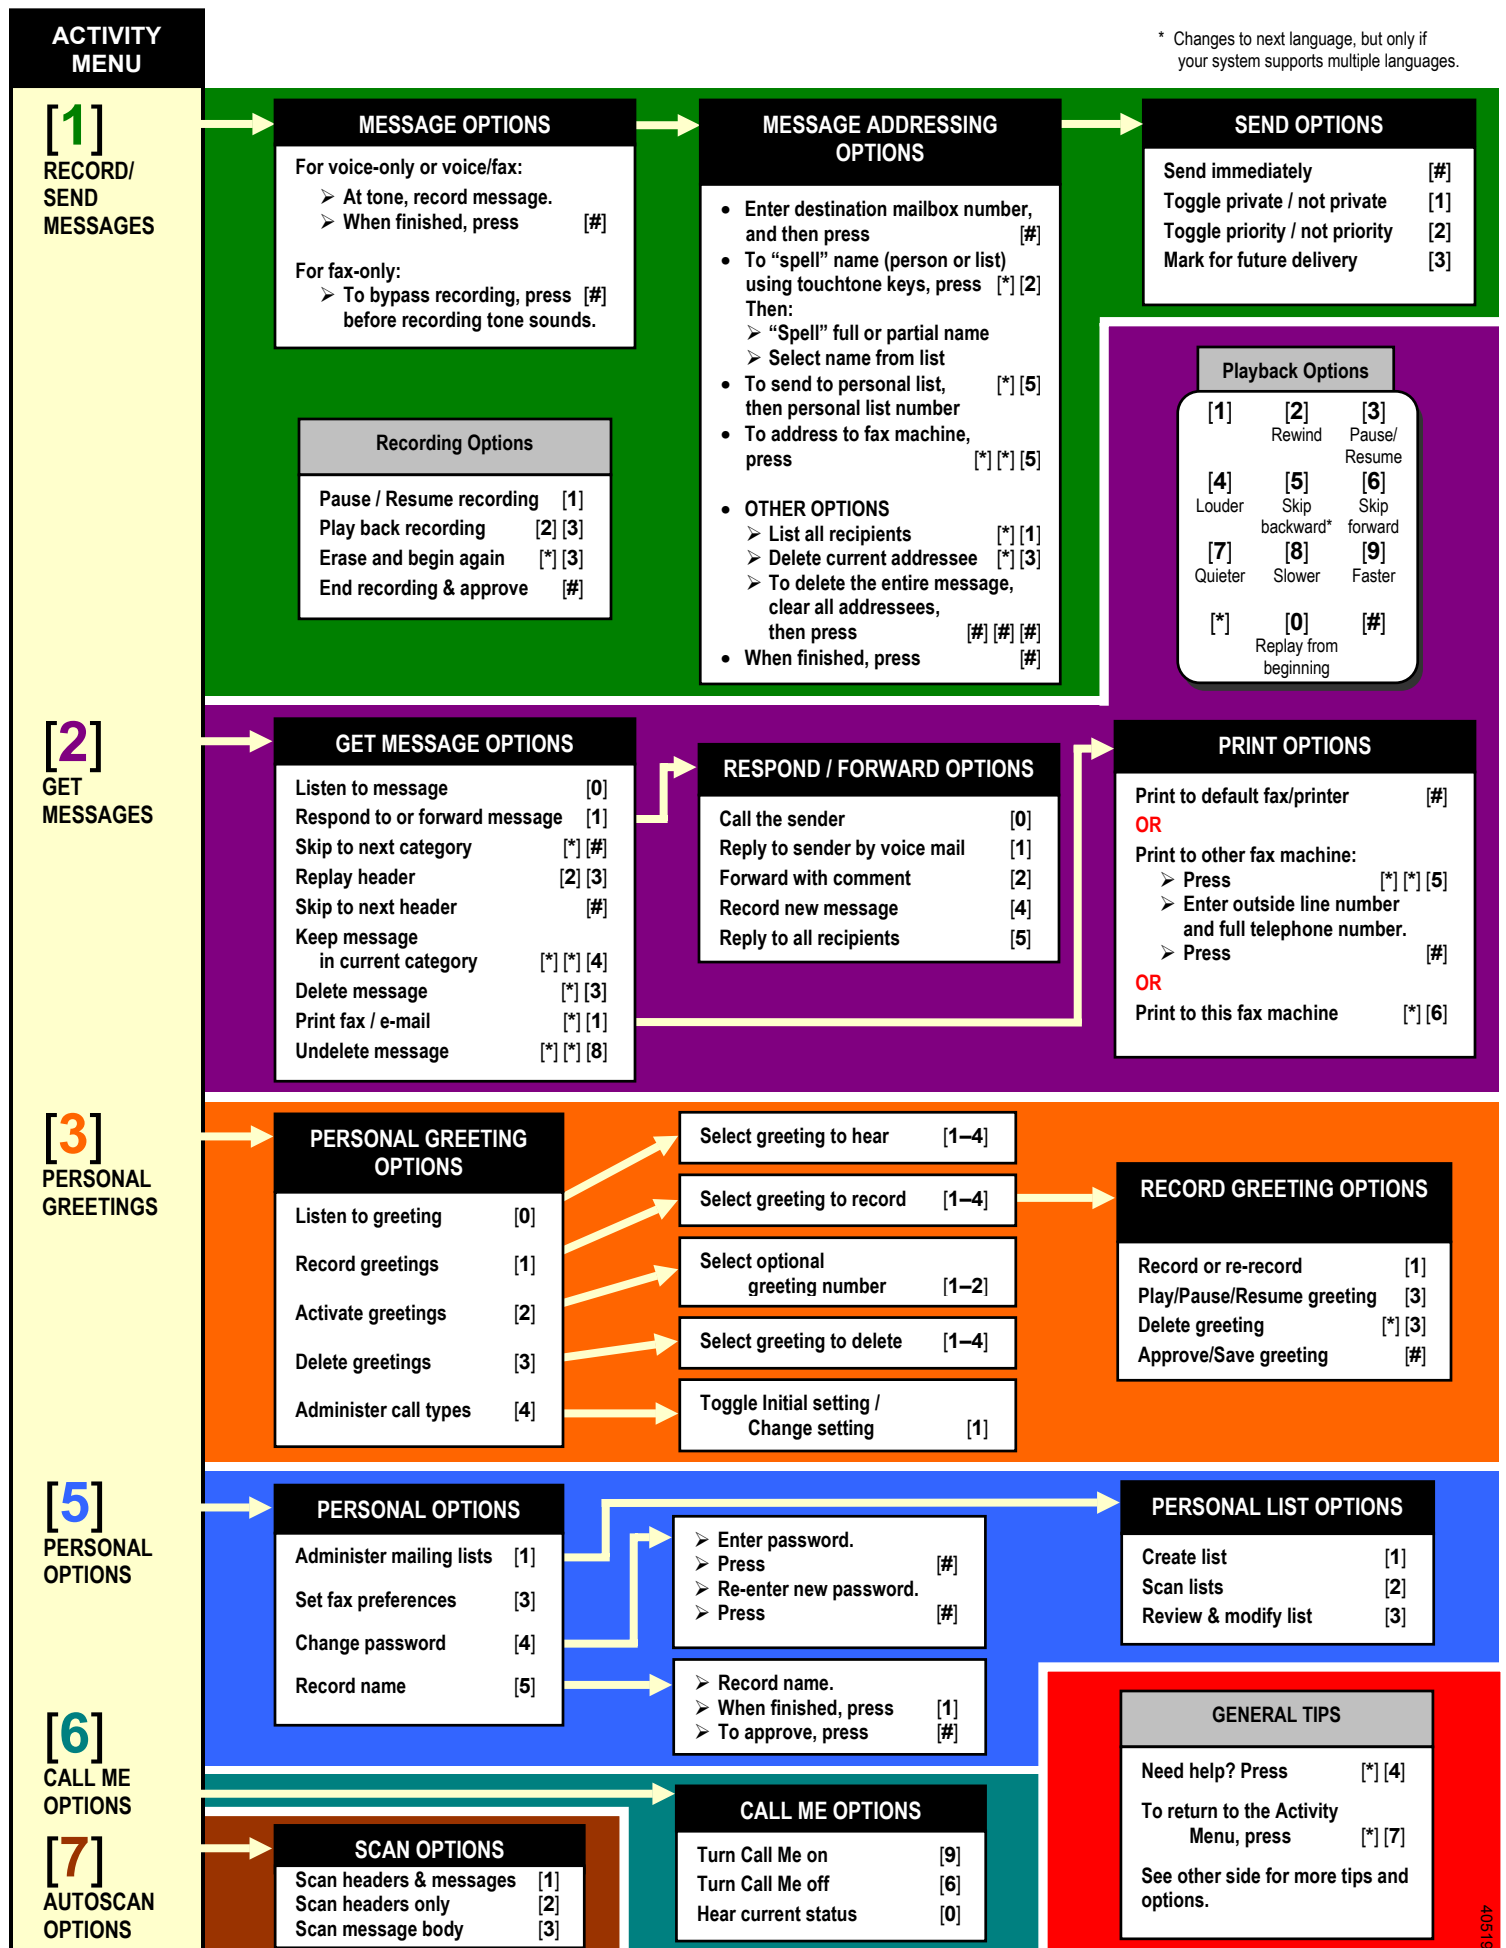 ACTIVITY
MENU
* Changes to next language, but only if
your system supports multiple languages.
[1]
RECORD/
SEND
MESSAGES
MESSAGE OPTIONS
For voice-only or voice/fax:
➢ At tone, record message.
➢ When finished, press [#]
For fax-only:
➢ To bypass recording, press [#]
before recording tone sounds.
Recording Options
Pause / Resume recording [1]
Play back recording [2] [3]
Erase and begin again [*] [3]
End recording & approve [#]
MESSAGE ADDRESSING
OPTIONS
• Enter destination mailbox number,
and then press [#]
• To “spell” name (person or list)
using touchtone keys, press [*] [2]
Then:
➢ “Spell” full or partial name
➢ Select name from list
• To send to personal list, [*] [5]
then personal list number
• To address to fax machine,
press [*] [*] [5]
• OTHER OPTIONS
➢ List all recipients [*] [1]
➢ Delete current addressee [*] [3]
➢ To delete the entire message,
clear all addressees,
then press [#] [#] [#]
• When finished, press [#]
SEND OPTIONS
Send immediately [#]
Toggle private / not private [1]
Toggle priority / not priority [2]
Mark for future delivery [3]
Playback Options
[1] [2] [3]
Rewind Pause/
Resume
[4] [5] [6]
Louder Skip Skip
backward* forward
[7] [8] [9]
Quieter Slower Faster
[*] [0] [#]
Replay from
beginning
[2]
GET
MESSAGES
GET MESSAGE OPTIONS
Listen to message [0]
Respond to or forward message [1]
Skip to next category [*] [#]
Replay header [2] [3]
Skip to next header [#]
Keep message
in current category [*] [*] [4]
Delete message [*] [3]
Print fax / e-mail [*] [1]
Undelete message [*] [*] [8]
RESPOND / FORWARD OPTIONS
Call the sender [0]
Reply to sender by voice mail [1]
Forward with comment [2]
Record new message [4]
Reply to all recipients [5]
PRINT OPTIONS
Print to default fax/printer [#]
OR
Print to other fax machine:
➢ Press [*] [*] [5]
➢ Enter outside line number
and full telephone number.
➢ Press [#]
OR
Print to this fax machine [*] [6]
[3]
PERSONAL
GREETINGS
PERSONAL GREETING
OPTIONS
Listen to greeting [0]
Record greetings [1]
Activate greetings [2]
Delete greetings [3]
Administer call types [4]
Select greeting to hear [1–4]
Select greeting to record [1–4]
Select optional
greeting number [1–2]
Select greeting to delete [1–4]
Toggle Initial setting /
Change setting [1]
RECORD GREETING OPTIONS
Record or re-record [1]
Play/Pause/Resume greeting [3]
Delete greeting [*] [3]
Approve/Save greeting [#]
[5]
PERSONAL
OPTIONS
PERSONAL OPTIONS
Administer mailing lists [1]
Set fax preferences [3]
Change password [4]
Record name [5]
➢ Enter password.
➢ Press [#]
➢ Re-enter new password.
➢ Press [#]
➢ Record name.
➢ When finished, press [1]
➢ To approve, press [#]
PERSONAL LIST OPTIONS
Create list [1]
Scan lists [2]
Review & modify list [3]
[6]
CALL ME
OPTIONS
CALL ME OPTIONS
Turn Call Me on [9]
Turn Call Me off [6]
Hear current status [0]
[7]
AUTOSCAN
OPTIONS
SCAN OPTIONS
Scan headers & messages [1]
Scan headers only [2]
Scan message body [3]
GENERAL TIPS
Need help? Press [*] [4]
To return to the Activity
Menu, press [*] [7]
See other side for more tips and
options.
40519